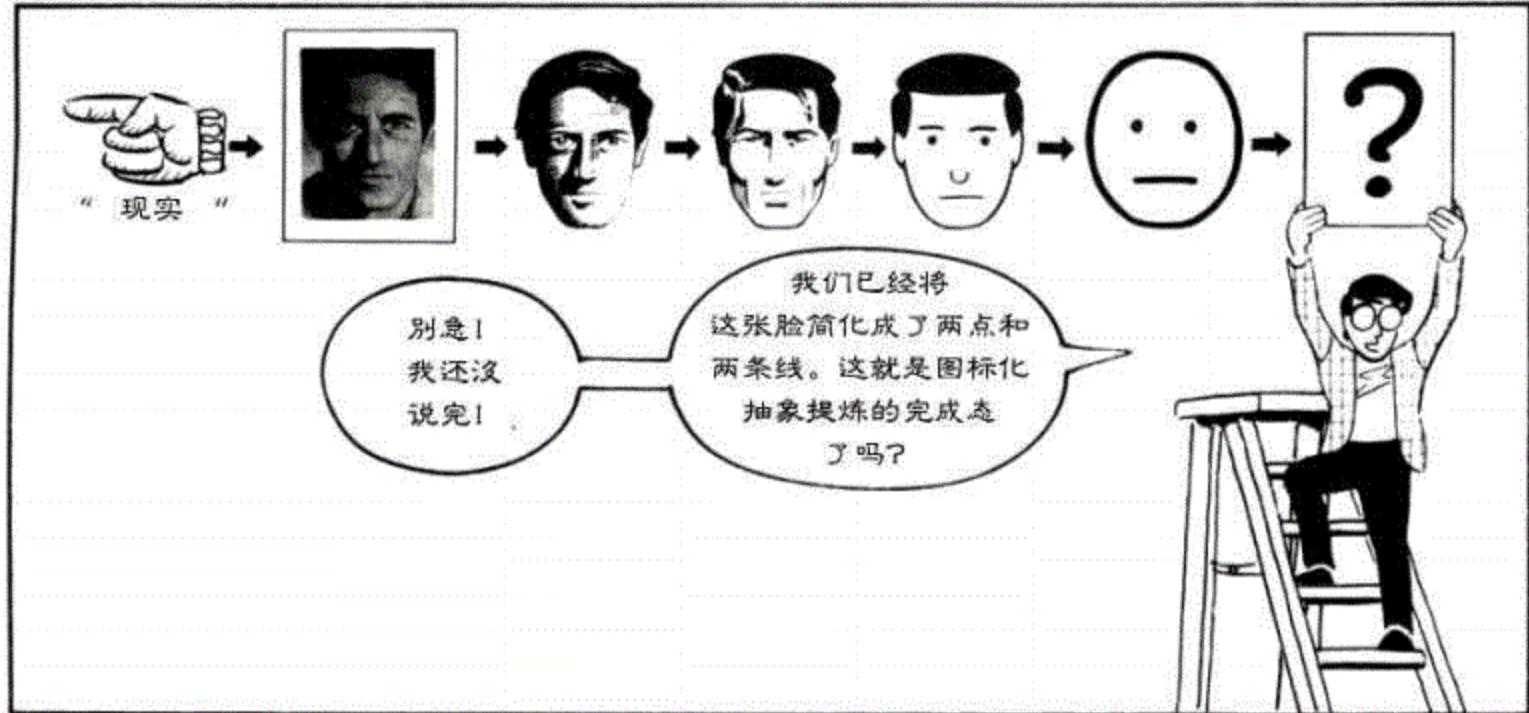 ?
“ 现实 “
别急！
我还没
说完！
我们已经将
这张脸简化成了两点和
两条线。这就是图标化
抽象提炼的完成态
了吗？